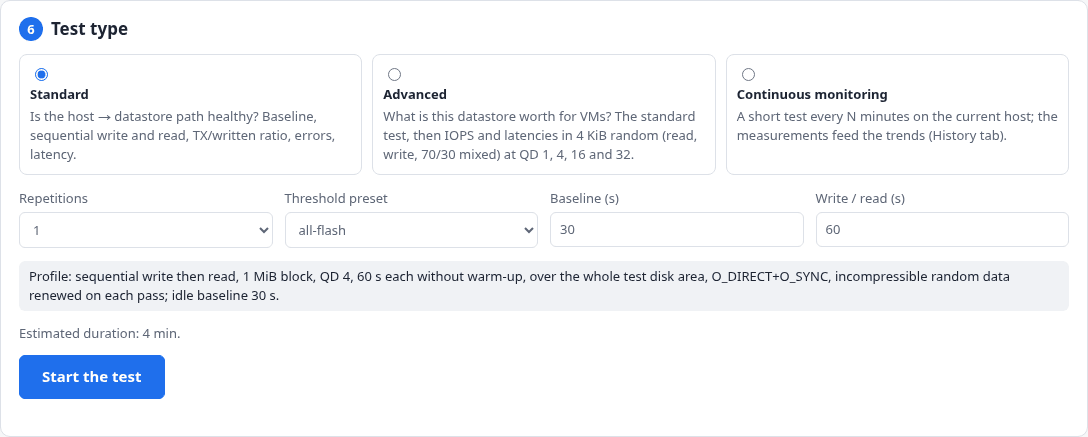 6 Test type
Standard
Is the host → datastore path healthy? Baseline,
sequential write and read, TX/written ratio, errors,
latency.
Advanced
What is this datastore worth for VMs? The standard
test, then IOPS and latencies in 4 KiB random (read,
write, 70/30 mixed) at QD 1, 4, 16 and 32.
Continuous monitoring
A short test every N minutes on the current host; the
measurements feed the trends (History tab).
Repetitions
1
Threshold preset
all-flash
Baseline (s)
30
Write / read (s)
60
Profile: sequential write then read, 1 MiB block, QD 4, 60 s each without warm-up, over the whole test disk area, O_DIRECT+O_SYNC, incompressible random data
renewed on each pass; idle baseline 30 s.
Estimated duration: 4 min.
Start the test